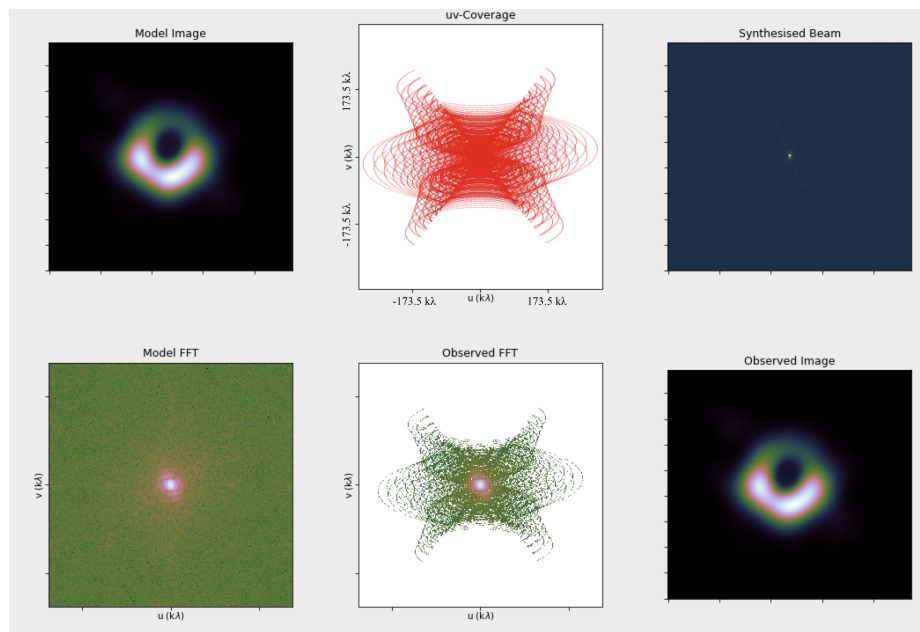 Model Image
uv-Coverage
Synthesised Beam
173.5 kλ
v (kλ)
-173.5 kλ
-173.5 kλ
u (kλ)
173.5 kλ
Model FFT
Observed FFT
Observed Image
v (kλ)
v (kλ)
u (kλ)
u (kλ)